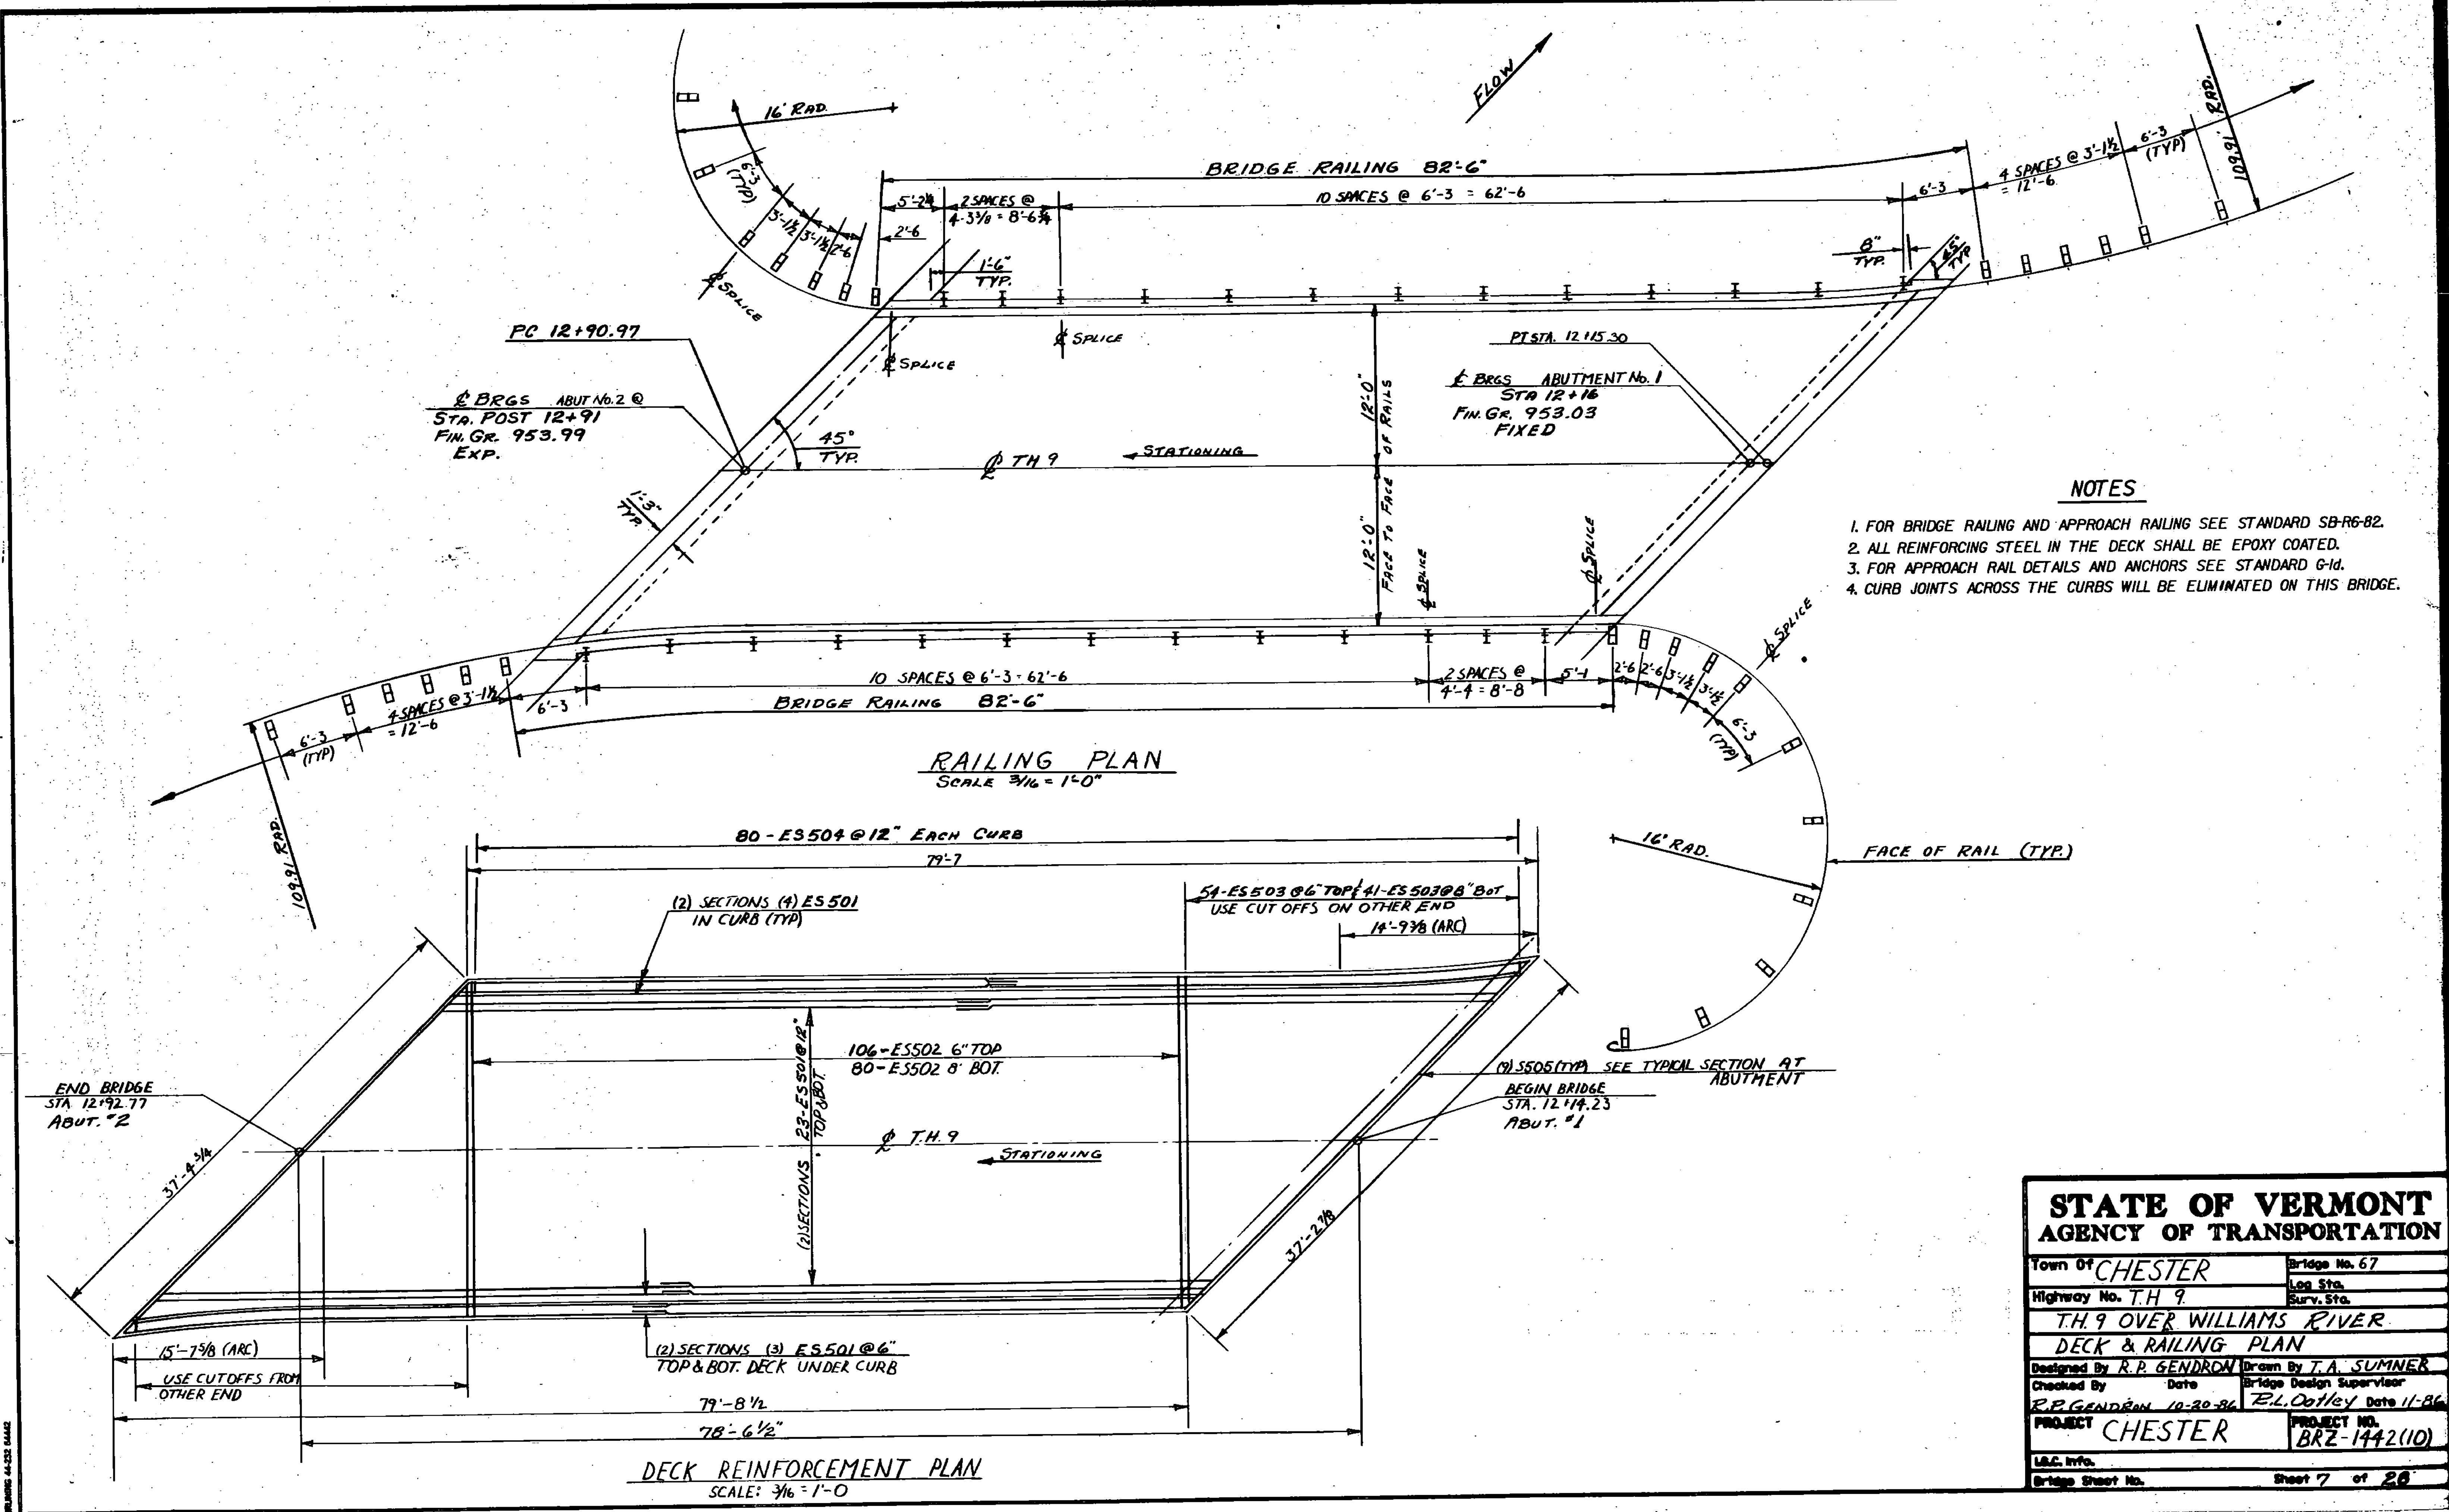 FLOW
16' RAD.
6'-3
(TYP)
3'-1½
3'-1½
2'-6
℄ SPLICE
BRIDGE RAILING 82'-6"
5'-2¼
2 SPACES @
4-3⅜ = 8'-6¾
10 SPACES @ 6'-3 = 62'-6
6'-3
4 SPACES @ 3'-1½
= 12'-6
6'-3
(TYP)
109.91' RAD.
2'-6
1'-6"
TYP.
8"
TYP.
45°
TYP
PC 12+90.97
℄ SPLICE
℄ SPLICE
PT STA. 12+15.30
℄ BRGS ABUT No. 2 @
STA. POST 12+91
FIN. GR. 953.99
EXP.
℄ BRGS ABUTMENT No. 1
STA 12+16
FIN. GR. 953.03
FIXED
45°
TYP.
℄ TH 9
STATIONING
12'-0"
12'-0"
FACE TO FACE OF RAILS
1'-3"
TYP.
℄ SPLICE
℄ SPLICE
℄ SPLICE
NOTES
1. FOR BRIDGE RAILING AND APPROACH RAILING SEE STANDARD SB-R6-82.
2. ALL REINFORCING STEEL IN THE DECK SHALL BE EPOXY COATED.
3. FOR APPROACH RAIL DETAILS AND ANCHORS SEE STANDARD G-1d.
4. CURB JOINTS ACROSS THE CURBS WILL BE ELIMINATED ON THIS BRIDGE.
10 SPACES @ 6'-3 = 62'-6
2 SPACES @
4'-4 = 8'-8
5'-1
2'-6
2'-6
3'-1½
3'-1½
6'-3
(TYP)
6'-3
BRIDGE RAILING 82'-6"
4 SPACES @ 3'-1½
= 12'-6
6'-3
(TYP)
109.91 RAD.
RAILING PLAN
SCALE 3/16 = 1'-0"
16' RAD.
FACE OF RAIL (TYP.)
80-ES504 @ 12" EACH CURB
79'-7
(2) SECTIONS (4) ES 501
IN CURB (TYP)
54-ES503 @6" TOP & 41-ES503@8" BOT
USE CUT OFFS ON OTHER END
14'-9⅜ (ARC)
106-ES502 6" TOP
80-ES502 8" BOT.
(2) SECTIONS 23-ES501@12"
TOP & BOT.
℄ T.H. 9
STATIONING
END BRIDGE
STA 12+92.77
ABUT. #2
37'-4¾
(9) S505 (TYP) SEE TYPICAL SECTION AT
ABUTMENT
BEGIN BRIDGE
STA. 12+14.23
ABUT. #1
37'-2⅞
15'-7⅝ (ARC)
USE CUTOFFS FROM
OTHER END
(2) SECTIONS (3) ES501 @ 6"
TOP & BOT. DECK UNDER CURB
79'-8½
78'-6½"
DECK REINFORCEMENT PLAN
SCALE: 3/16 = 1'-0
STATE OF VERMONT
AGENCY OF TRANSPORTATION
Town Of CHESTER
Bridge No. 67
Log Sta.
Highway No. T.H 9.
Surv. Sta.
T.H. 9 OVER WILLIAMS RIVER
DECK & RAILING PLAN
Designed By R.P. GENDRON Drawn By T.A. SUMNER
Checked By Date Bridge Design Supervisor
R.P. GENDRON 10-20-86 Date 11-86
PROJECT CHESTER
PROJECT NO.
BRZ-1442(10)
I.&C. Info.
Bridge Sheet No. Sheet 7 of 28